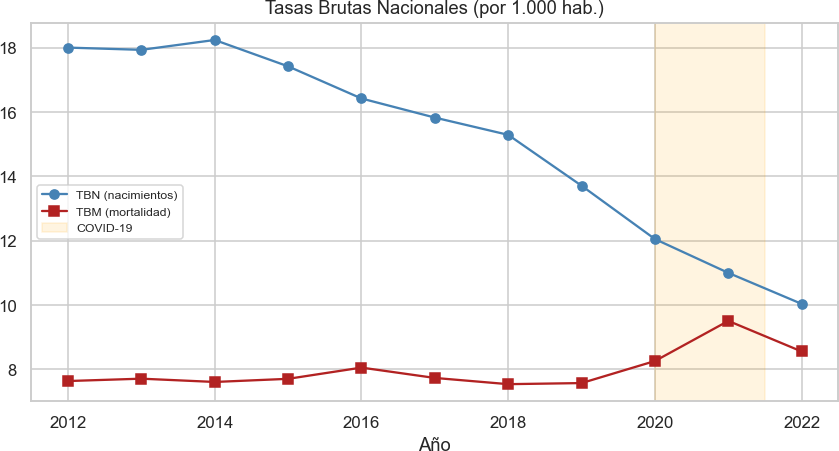 Tasas Brutas Nacionales (por 1.000 hab.)
18
16
14
12
10
8
TBN (nacimientos)
TBM (mortalidad)
COVID-19
2012 2014 2016 2018 2020 2022
Año